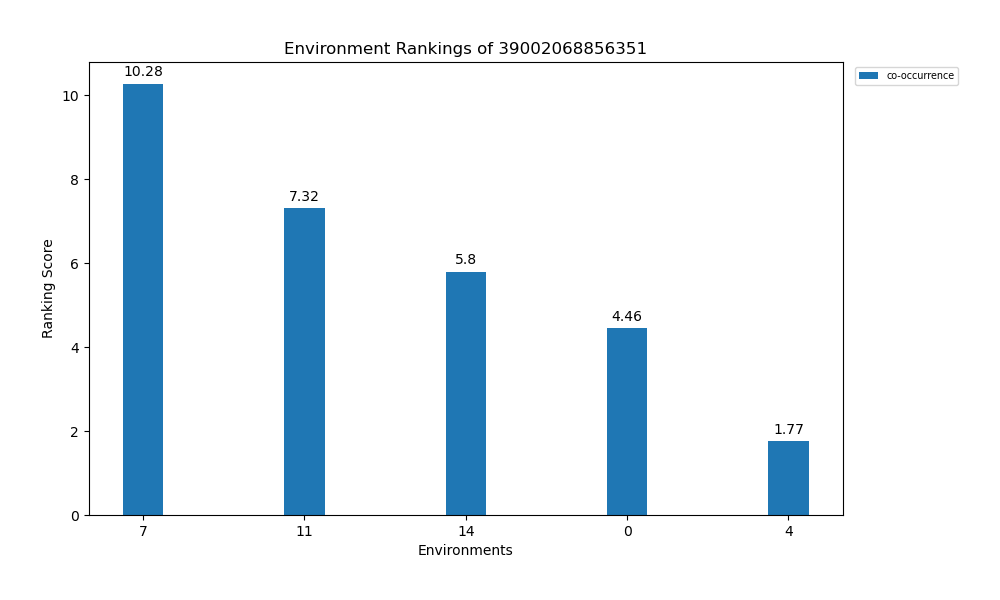 Environment Rankings of 39002068856351
co-occurrence
10.28
7.32
5.8
4.46
1.77
10
8
6
4
2
0
Ranking Score
7 11 14 0 4
Environments